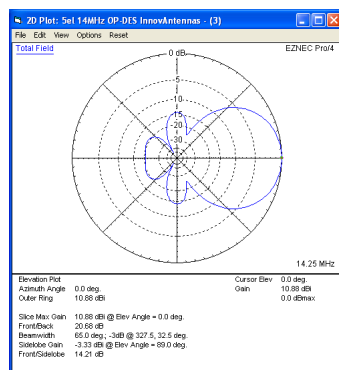 2D Plot: 5el 14MHz OP-DES InnovAntennas - (3)
File Edit View Options Reset
Total Field
EZNEC Pro/4
0 dB
-5
-10
-15
-20
-30
14.25 MHz
Elevation Plot
Azimuth Angle 0.0 deg.
Outer Ring 10.88 dBi
Cursor Elev 0.0 deg.
Gain 10.88 dBi
0.0 dBmax
Slice Max Gain 10.88 dBi @ Elev Angle = 0.0 deg.
Front/Back 20.68 dB
Beamwidth 65.0 deg.; -3dB @ 327.5, 32.5 deg.
Sidelobe Gain -3.33 dBi @ Elev Angle = 89.0 deg.
Front/Sidelobe 14.21 dB